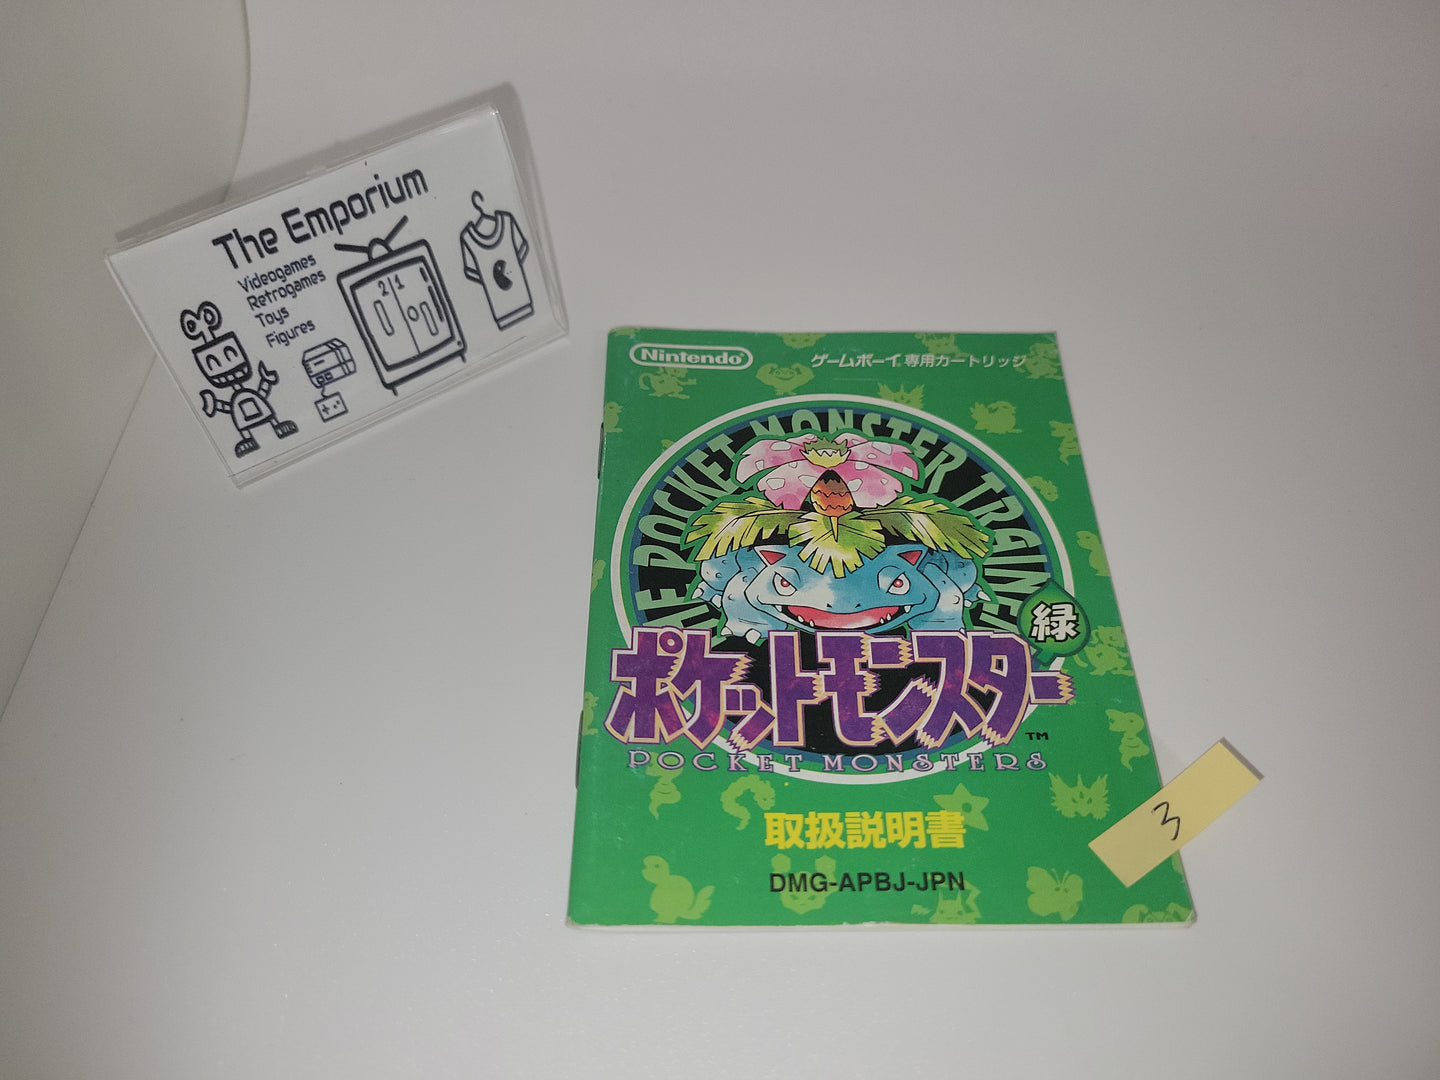 The Emporium
Videogames
Retrogames
Toys
Figures
2 1
Nintendo
ゲームボーイ専用カートリッジ
THE POCKET MONSTER TRAINER
緑
ポケットモンスター
TM
POCKET MONSTERS
取扱説明書
DMG-APBJ-JPN
3